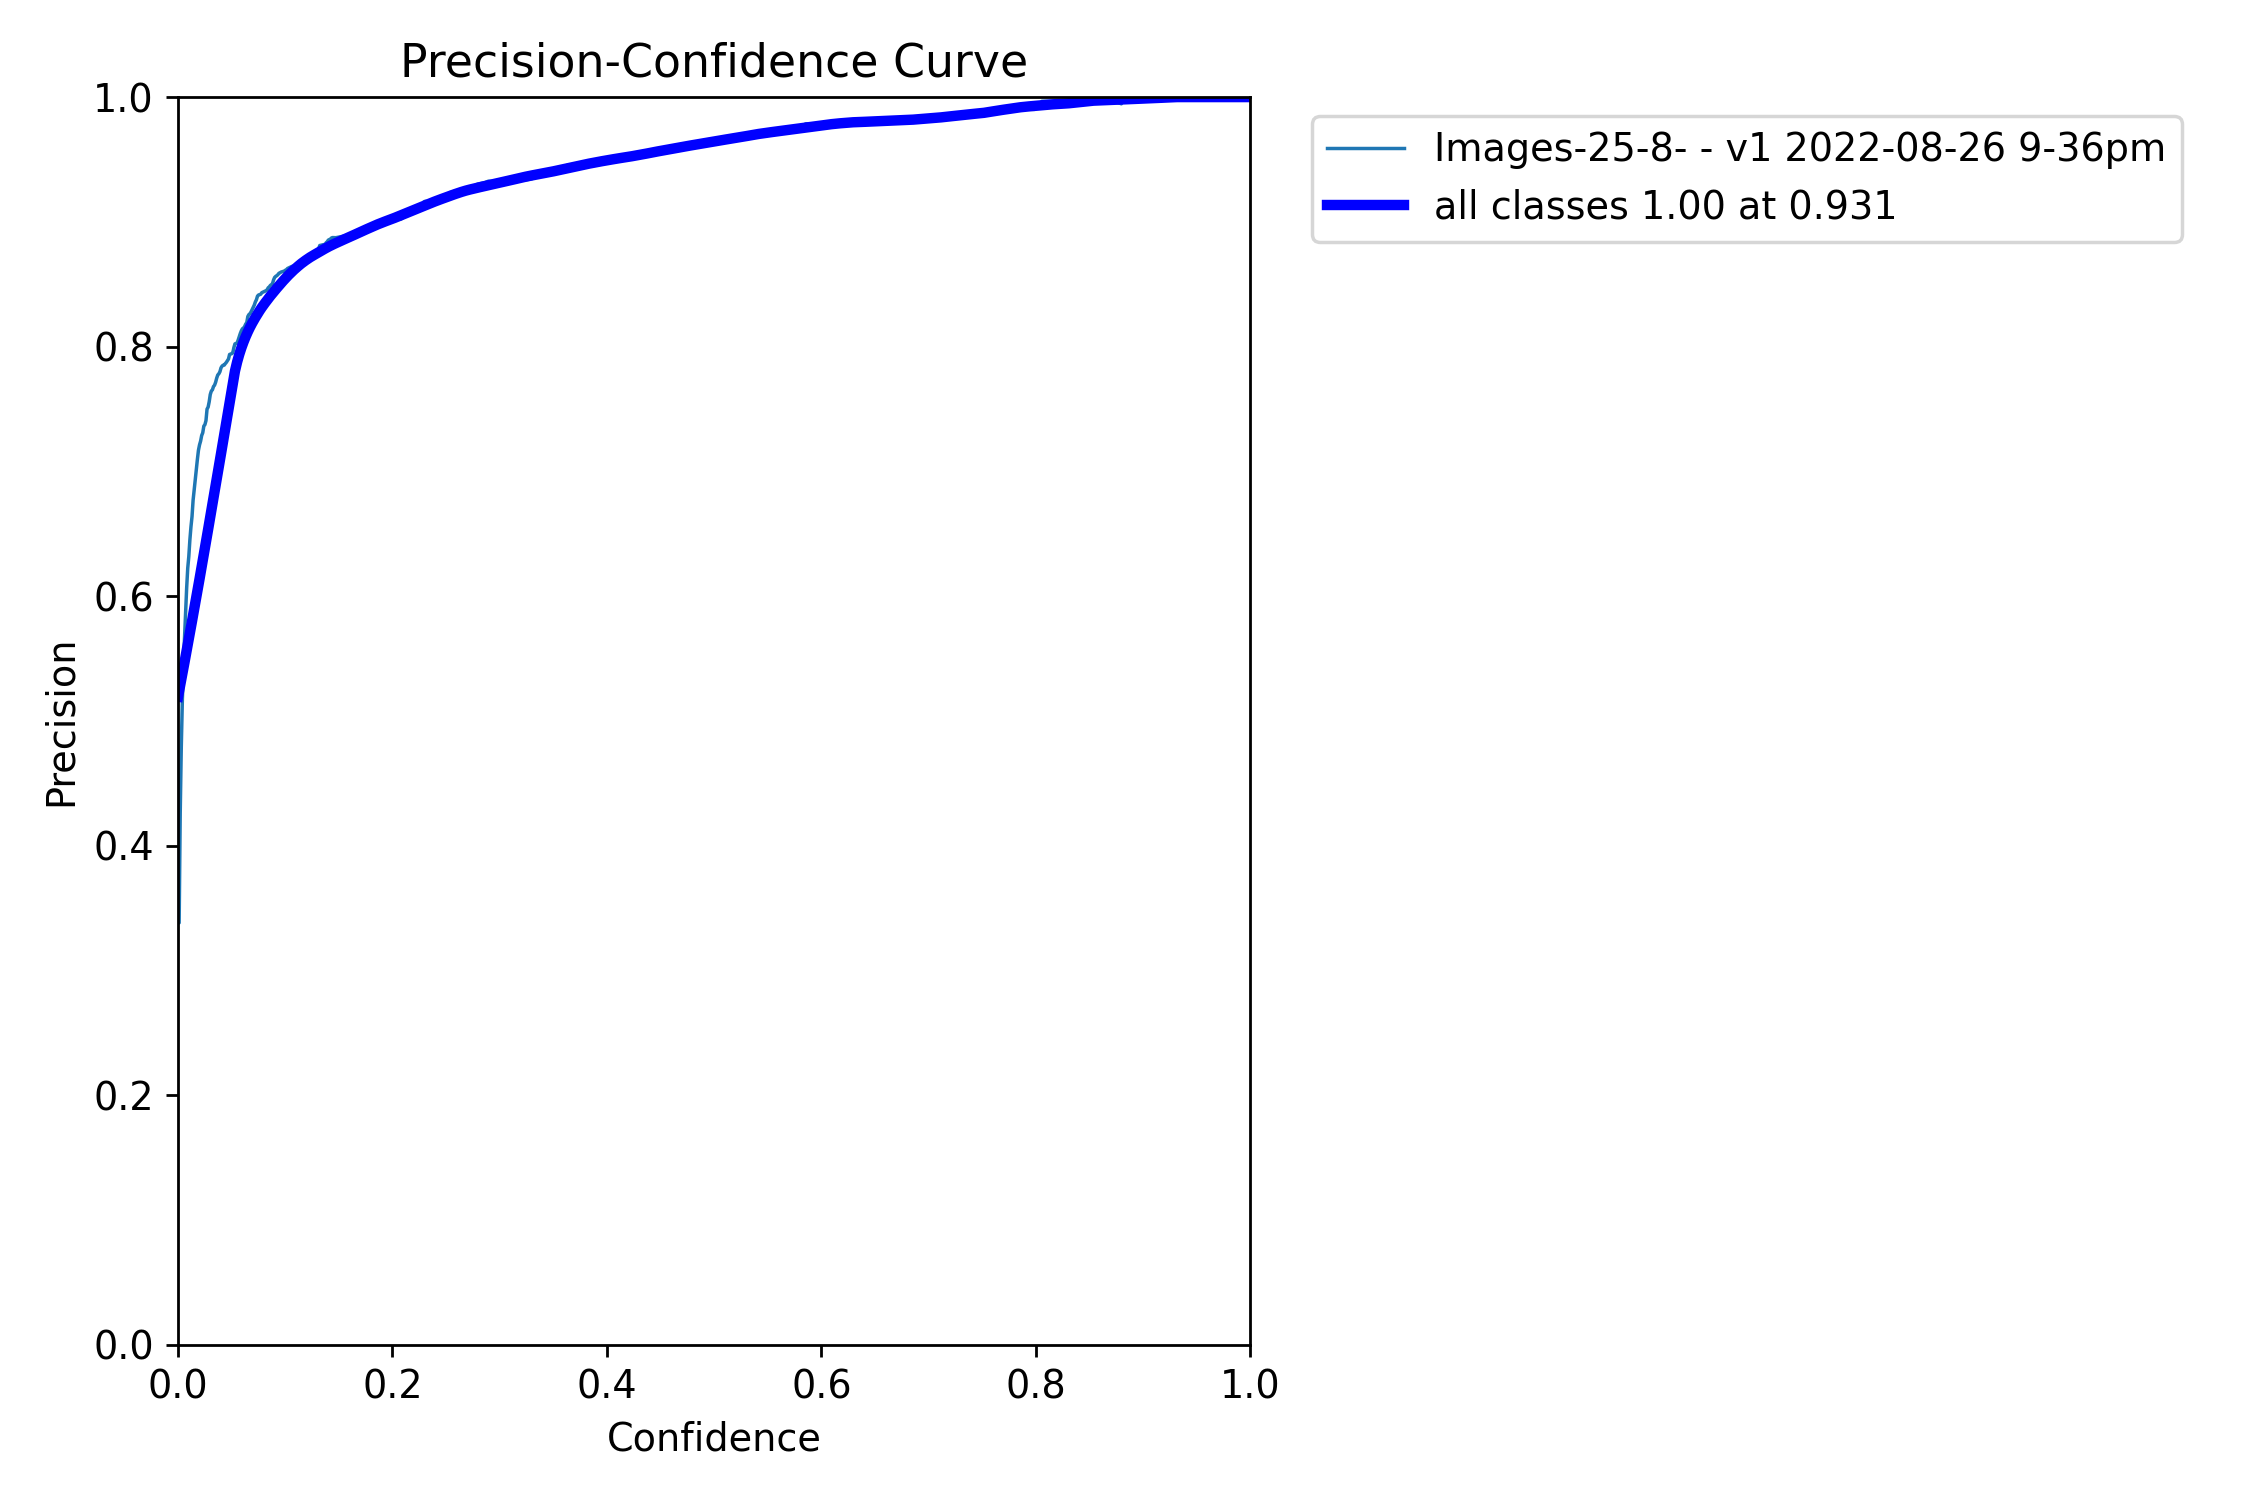 Precision-Confidence Curve
1.0
0.8
0.6
0.4
0.2
0.0
Precision
0.0 0.2 0.4 0.6 0.8 1.0
Confidence
Images-25-8- - v1 2022-08-26 9-36pm
all classes 1.00 at 0.931